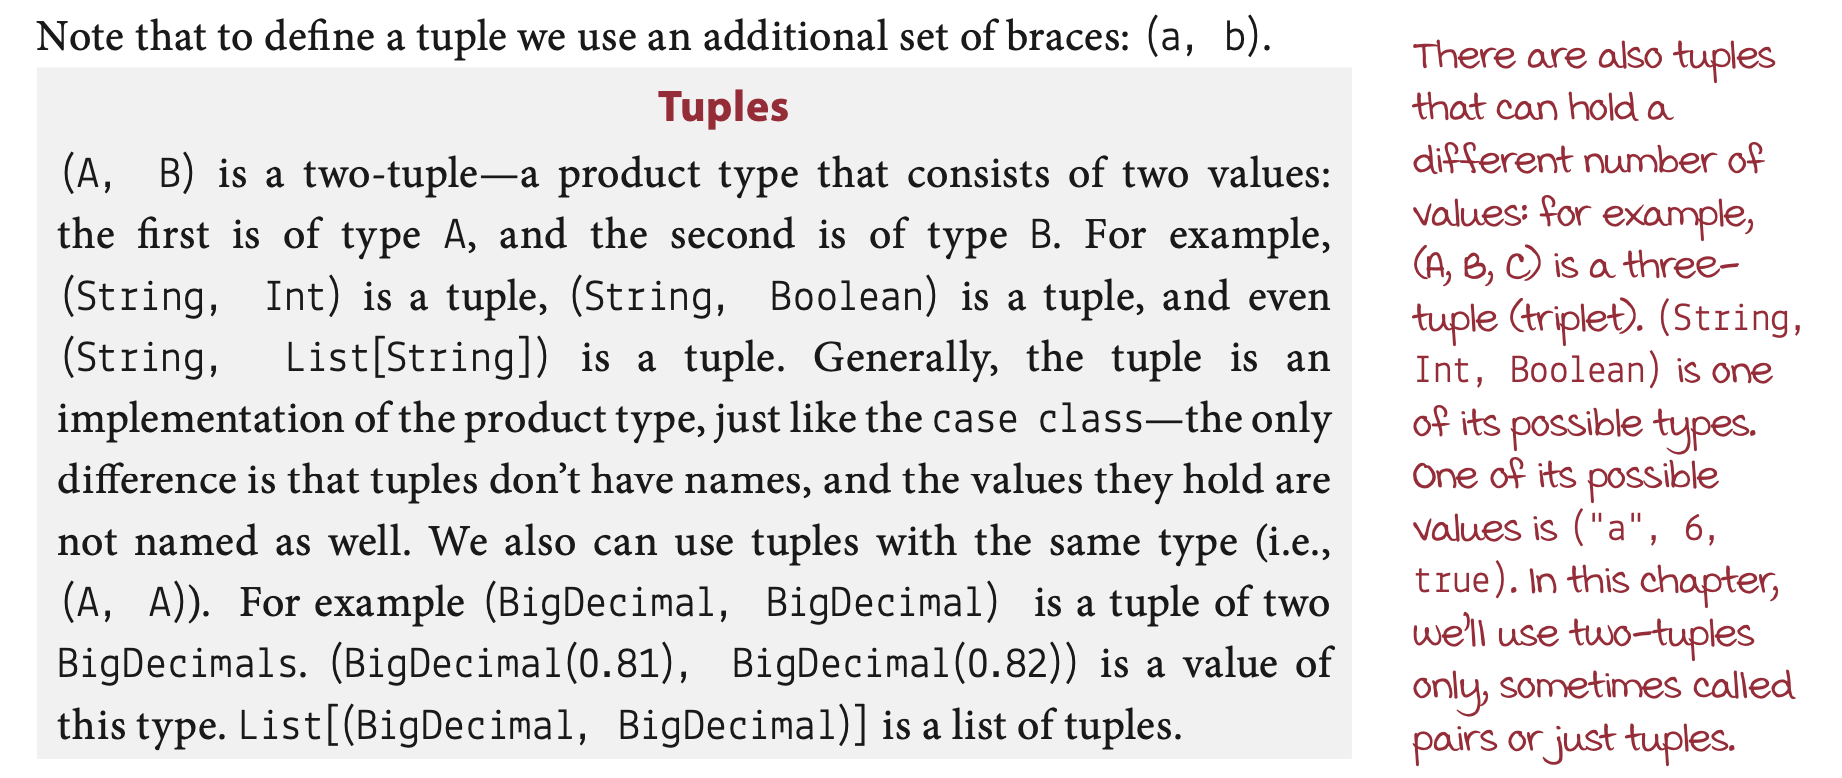 Note that to define a tuple we use an additional set of braces: (a, b).
Tuples
(A, B) is a two-tuple—a product type that consists of two values:
the first is of type A, and the second is of type B. For example,
(String, Int) is a tuple, (String, Boolean) is a tuple, and even
(String, List[String]) is a tuple. Generally, the tuple is an
implementation of the product type, just like the case class—the only
difference is that tuples don’t have names, and the values they hold are
not named as well. We also can use tuples with the same type (i.e.,
(A, A)). For example (BigDecimal, BigDecimal) is a tuple of two
BigDecimals. (BigDecimal(0.81), BigDecimal(0.82)) is a value of
this type. List[(BigDecimal, BigDecimal)] is a list of tuples.
There are also tuples
that can hold a
different number of
values: for example,
(A, B, C) is a three-
tuple (triplet). (String,
Int, Boolean) is one
of its possible types.
One of its possible
values is ("a", 6,
true). In this chapter,
we'll use two-tuples
only, sometimes called
pairs or just tuples.